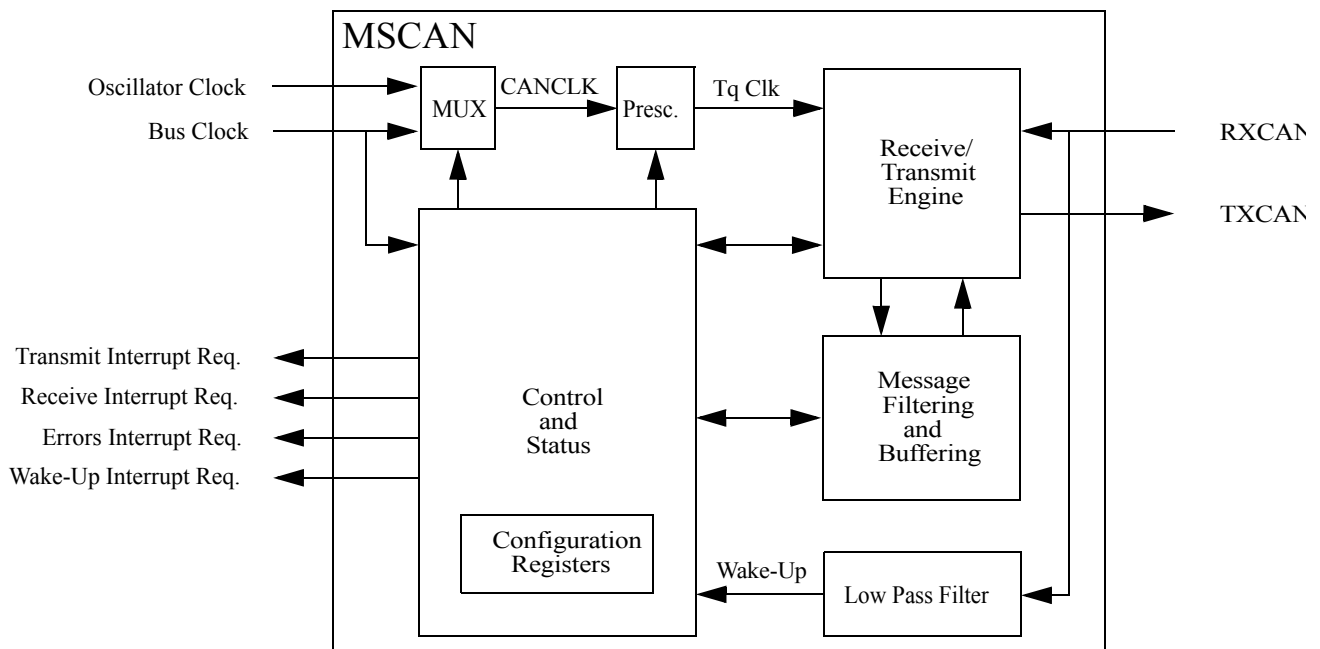 MSCAN
Oscillator Clock
Bus Clock
MUX
CANCLK
Presc.
Tq Clk
Receive/
Transmit
Engine
RXCAN
TXCAN
Transmit Interrupt Req.
Receive Interrupt Req.
Errors Interrupt Req.
Wake-Up Interrupt Req.
Control
and
Status
Message
Filtering
and
Buffering
Configuration
Registers
Wake-Up
Low Pass Filter